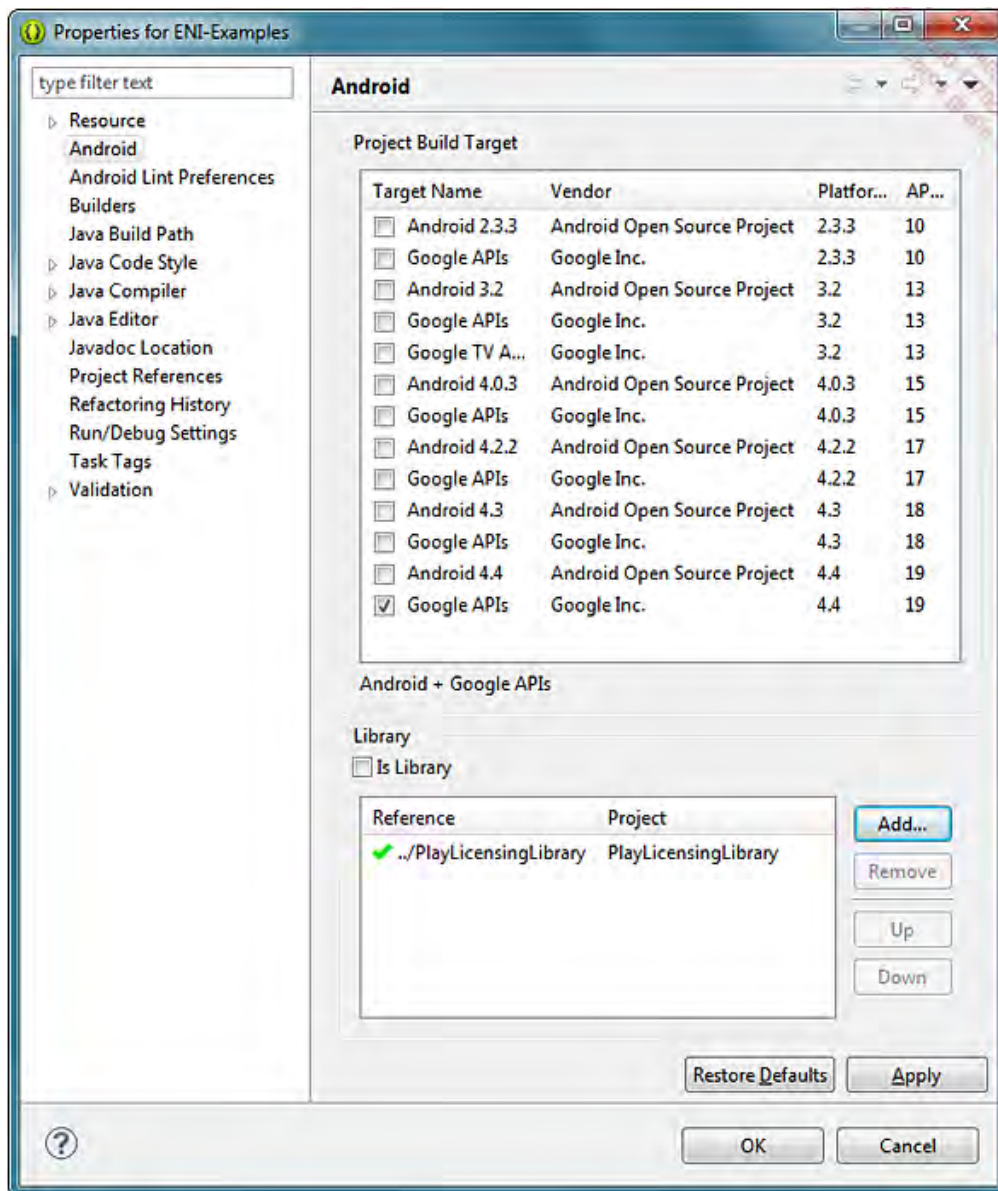 Properties for ENI-Examples
type filter text
Resource
Android
Android Lint Preferences
Builders
Java Build Path
Java Code Style
Java Compiler
Java Editor
Javadoc Location
Project References
Refactoring History
Run/Debug Settings
Task Tags
Validation
Android
Project Build Target
Target Name Vendor Platfor... AP...
Android 2.3.3 Android Open Source Project 2.3.3 10
Google APIs Google Inc. 2.3.3 10
Android 3.2 Android Open Source Project 3.2 13
Google APIs Google Inc. 3.2 13
Google TV A... Google Inc. 3.2 13
Android 4.0.3 Android Open Source Project 4.0.3 15
Google APIs Google Inc. 4.0.3 15
Android 4.2.2 Android Open Source Project 4.2.2 17
Google APIs Google Inc. 4.2.2 17
Android 4.3 Android Open Source Project 4.3 18
Google APIs Google Inc. 4.3 18
Android 4.4 Android Open Source Project 4.4 19
Google APIs Google Inc. 4.4 19
Android + Google APIs
Library
Is Library
Reference Project
../PlayLicensingLibrary PlayLicensingLibrary
Add...
Remove
Up
Down
Restore Defaults Apply
? OK Cancel